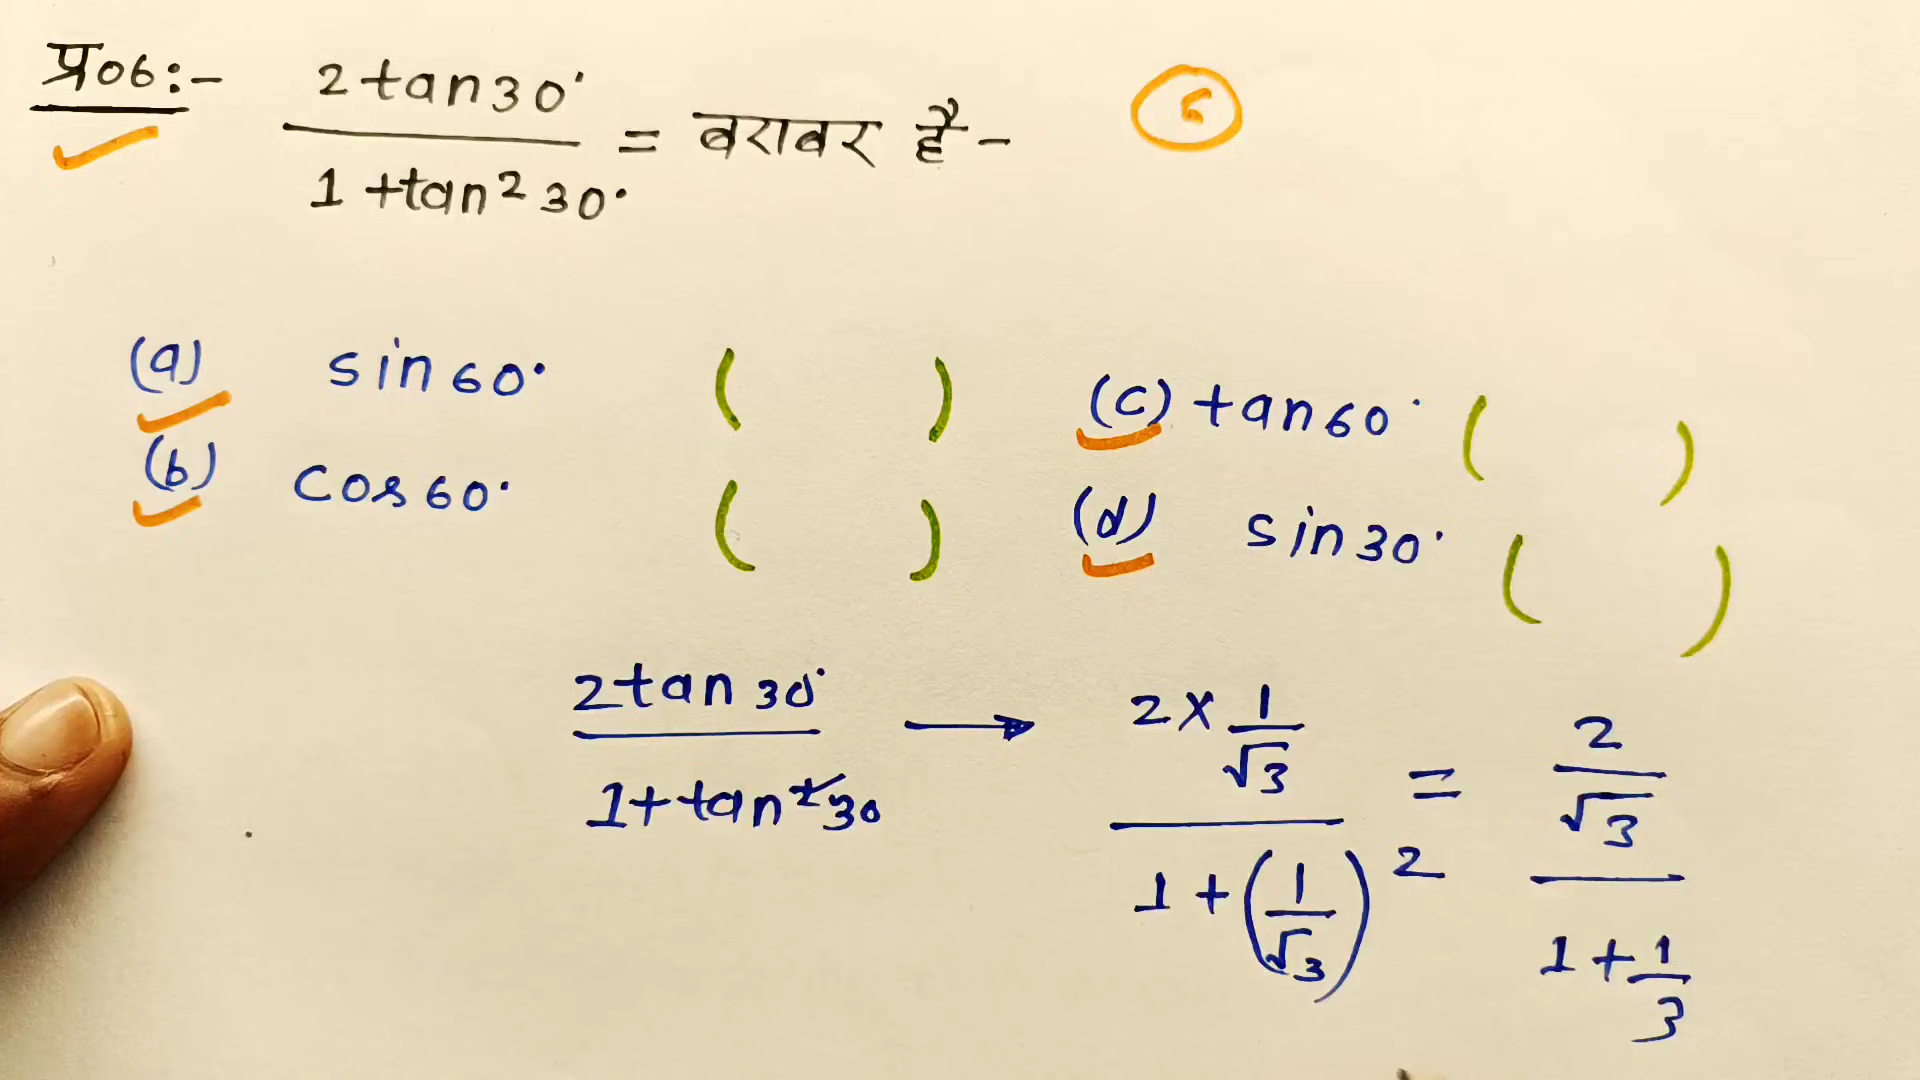 प्र०6:- 2tan30° / 1+tan²30° = बराबर है-
6
(a) sin60° ( )
(b) cos60° ( )
(c) tan60° ( )
(d) sin30° ( )
2tan30° / 1+tan²30 → 2×1/√3 / 1+(1/√3)² = 2/√3 / 1+1/3